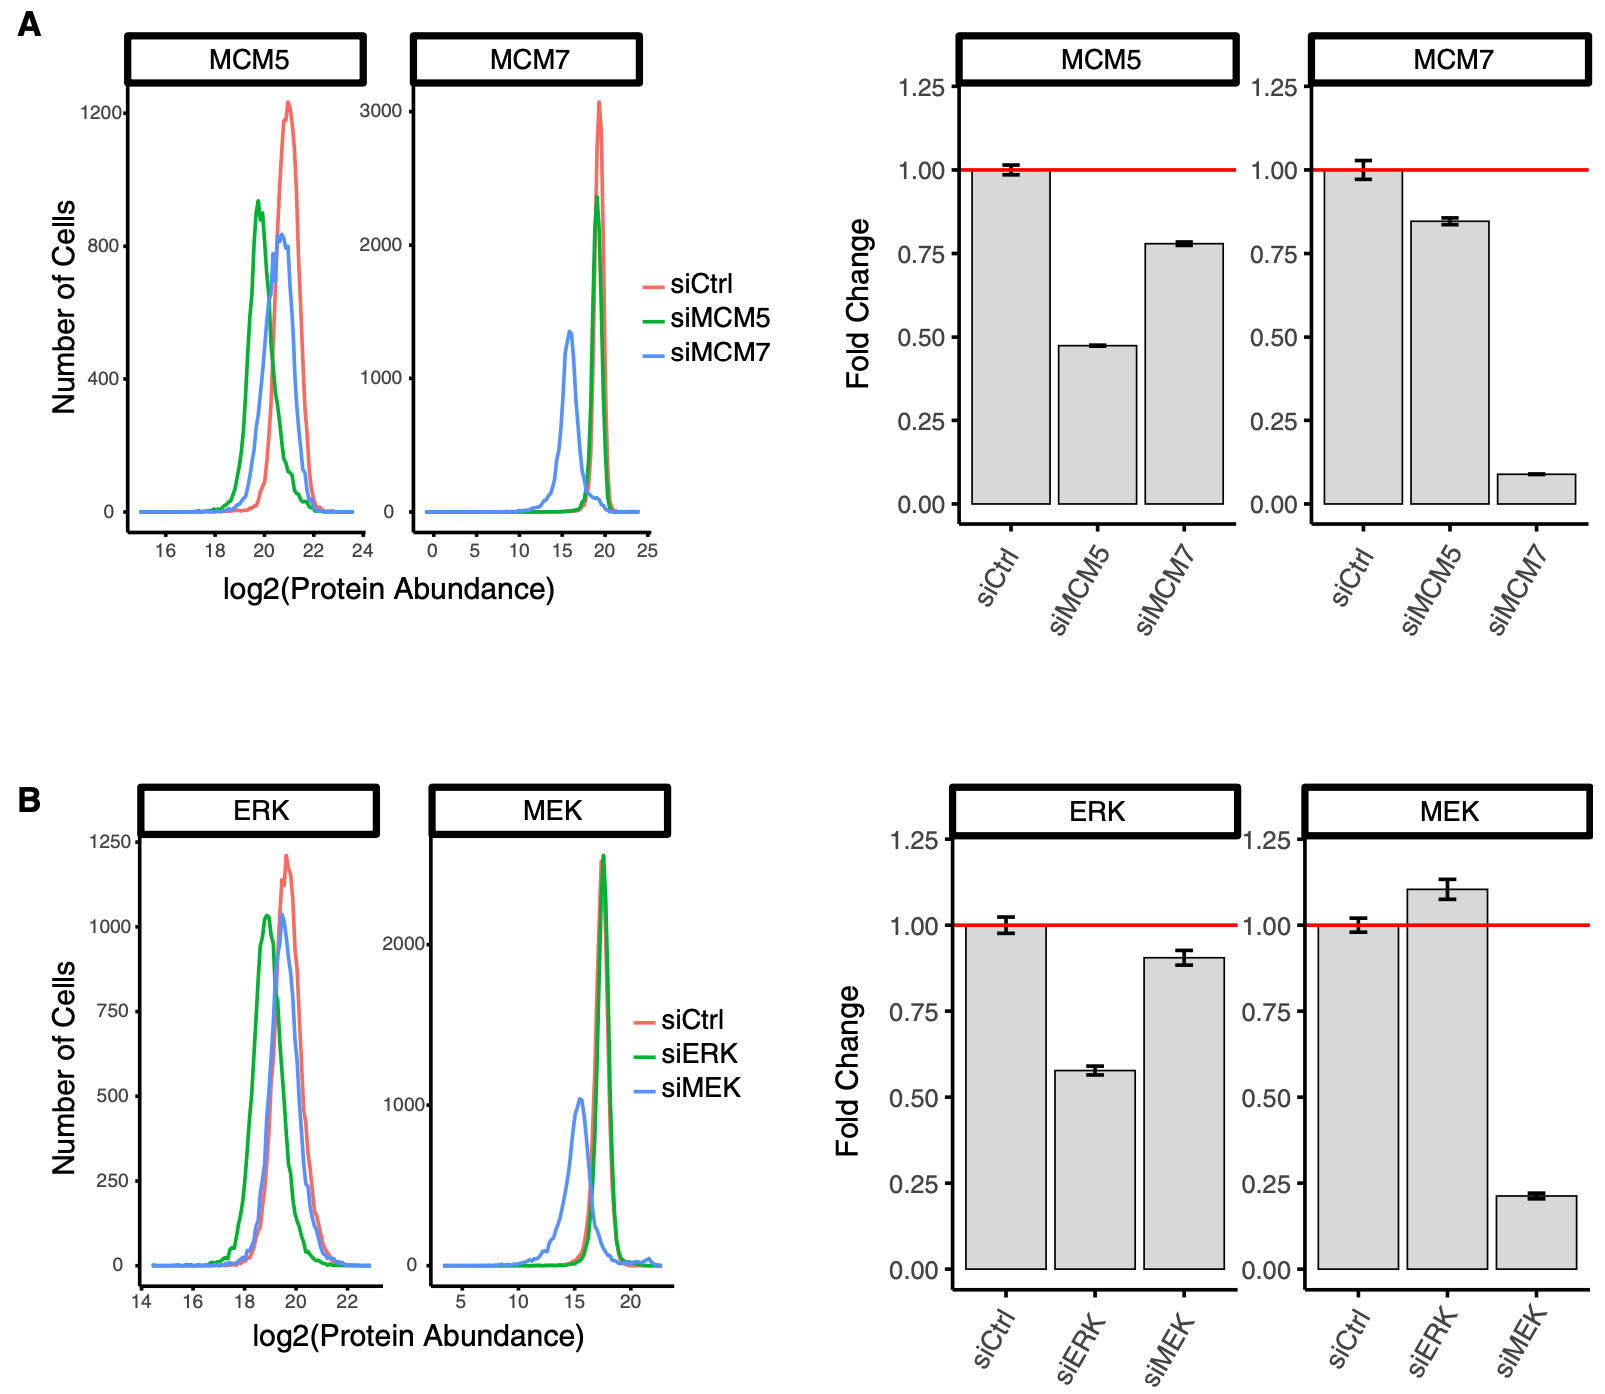 A
MCM5
MCM7
1200
800
400
0
16 18 20 22 24
3000
2000
1000
0
0 5 10 15 20 25
Number of Cells
log2(Protein Abundance)
siCtrl
siMCM5
siMCM7
MCM5
MCM7
Fold Change
1.25
1.00
0.75
0.50
0.25
0.00
siCtrl
siMCM5
siMCM7
1.25
1.00
0.75
0.50
0.25
0.00
siCtrl
siMCM5
siMCM7
B
ERK
MEK
1250
1000
750
500
250
0
14 16 18 20 22
2000
1000
0
5 10 15 20
Number of Cells
log2(Protein Abundance)
siCtrl
siERK
siMEK
ERK
MEK
Fold Change
1.25
1.00
0.75
0.50
0.25
0.00
siCtrl
siERK
siMEK
1.25
1.00
0.75
0.50
0.25
0.00
siCtrl
siERK
siMEK